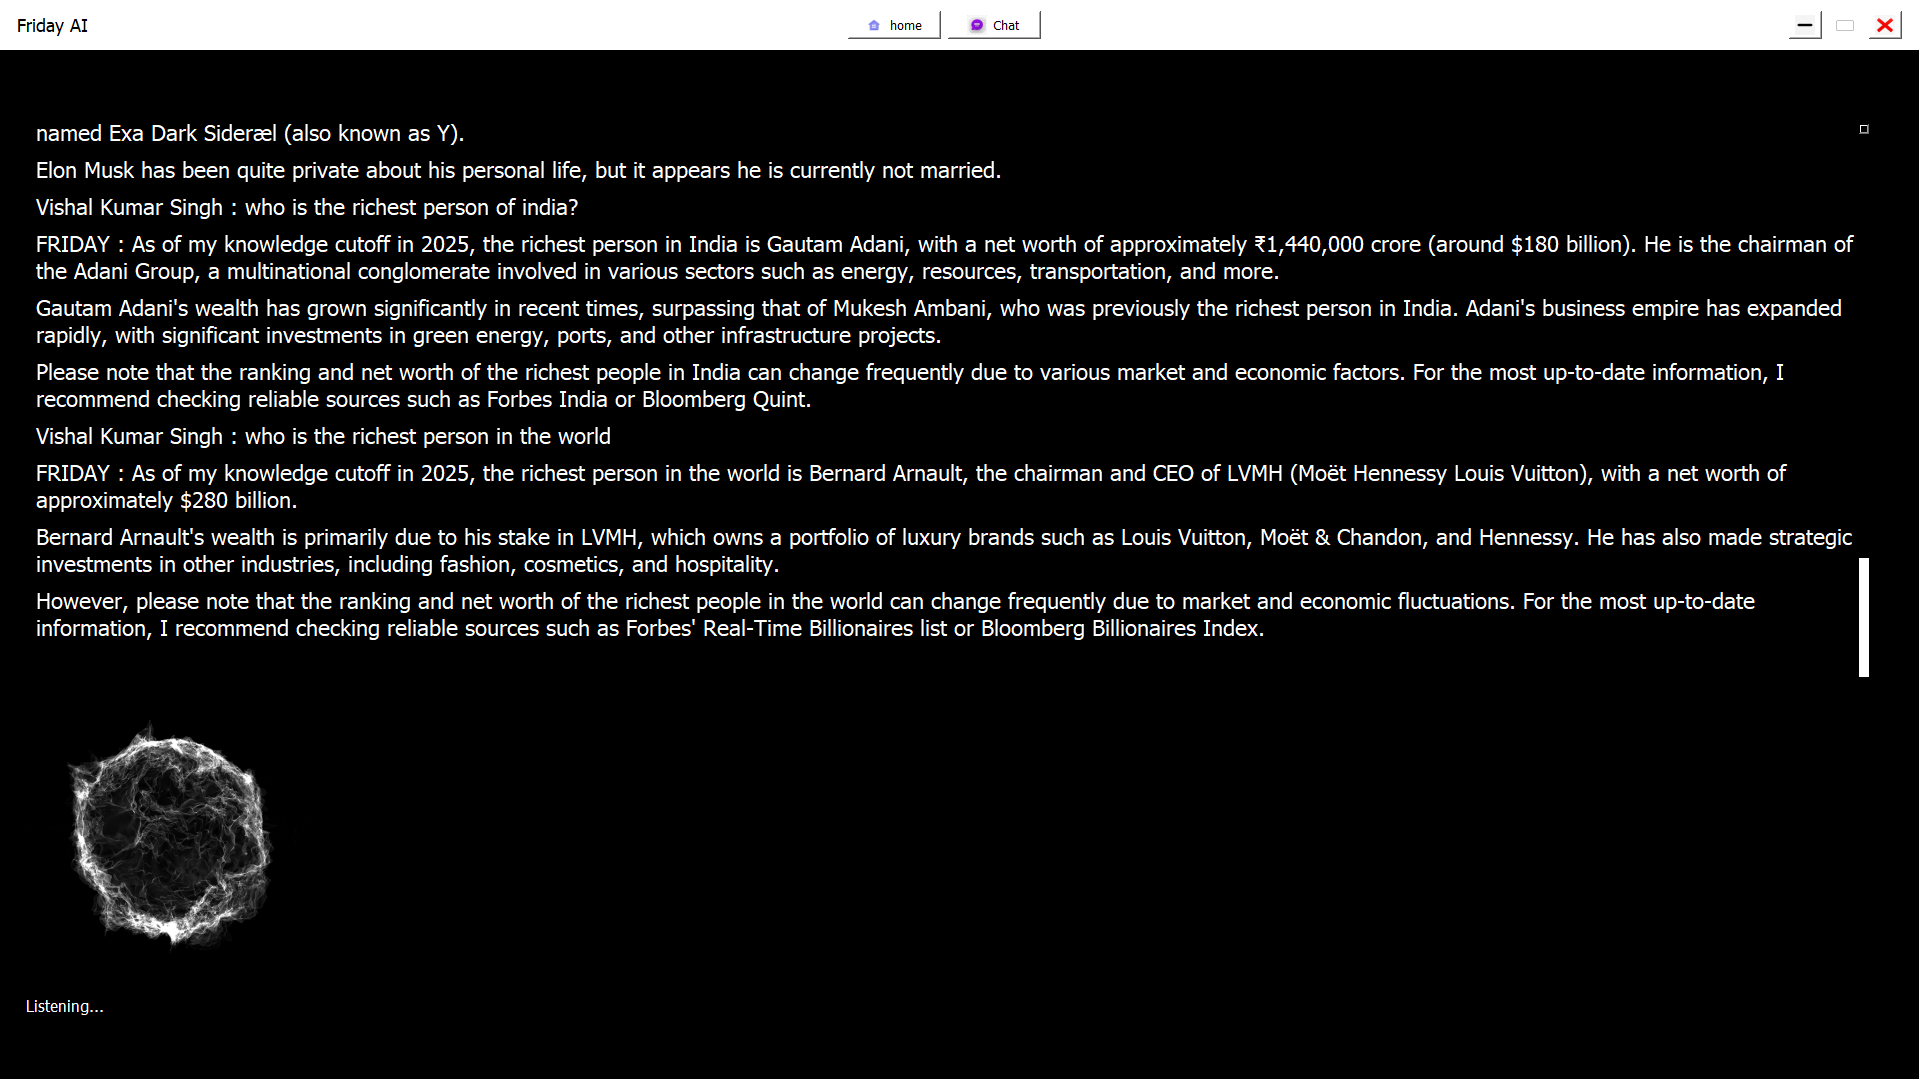 Friday AI
home
Chat
named Exa Dark Sideræl (also known as Y).
Elon Musk has been quite private about his personal life, but it appears he is currently not married.
Vishal Kumar Singh : who is the richest person of india?
FRIDAY : As of my knowledge cutoff in 2025, the richest person in India is Gautam Adani, with a net worth of approximately ₹1,440,000 crore (around $180 billion). He is the chairman of
the Adani Group, a multinational conglomerate involved in various sectors such as energy, resources, transportation, and more.
Gautam Adani's wealth has grown significantly in recent times, surpassing that of Mukesh Ambani, who was previously the richest person in India. Adani's business empire has expanded
rapidly, with significant investments in green energy, ports, and other infrastructure projects.
Please note that the ranking and net worth of the richest people in India can change frequently due to various market and economic factors. For the most up-to-date information, I
recommend checking reliable sources such as Forbes India or Bloomberg Quint.
Vishal Kumar Singh : who is the richest person in the world
FRIDAY : As of my knowledge cutoff in 2025, the richest person in the world is Bernard Arnault, the chairman and CEO of LVMH (Moët Hennessy Louis Vuitton), with a net worth of
approximately $280 billion.
Bernard Arnault's wealth is primarily due to his stake in LVMH, which owns a portfolio of luxury brands such as Louis Vuitton, Moët & Chandon, and Hennessy. He has also made strategic
investments in other industries, including fashion, cosmetics, and hospitality.
However, please note that the ranking and net worth of the richest people in the world can change frequently due to market and economic fluctuations. For the most up-to-date
information, I recommend checking reliable sources such as Forbes' Real-Time Billionaires list or Bloomberg Billionaires Index.
Listening...